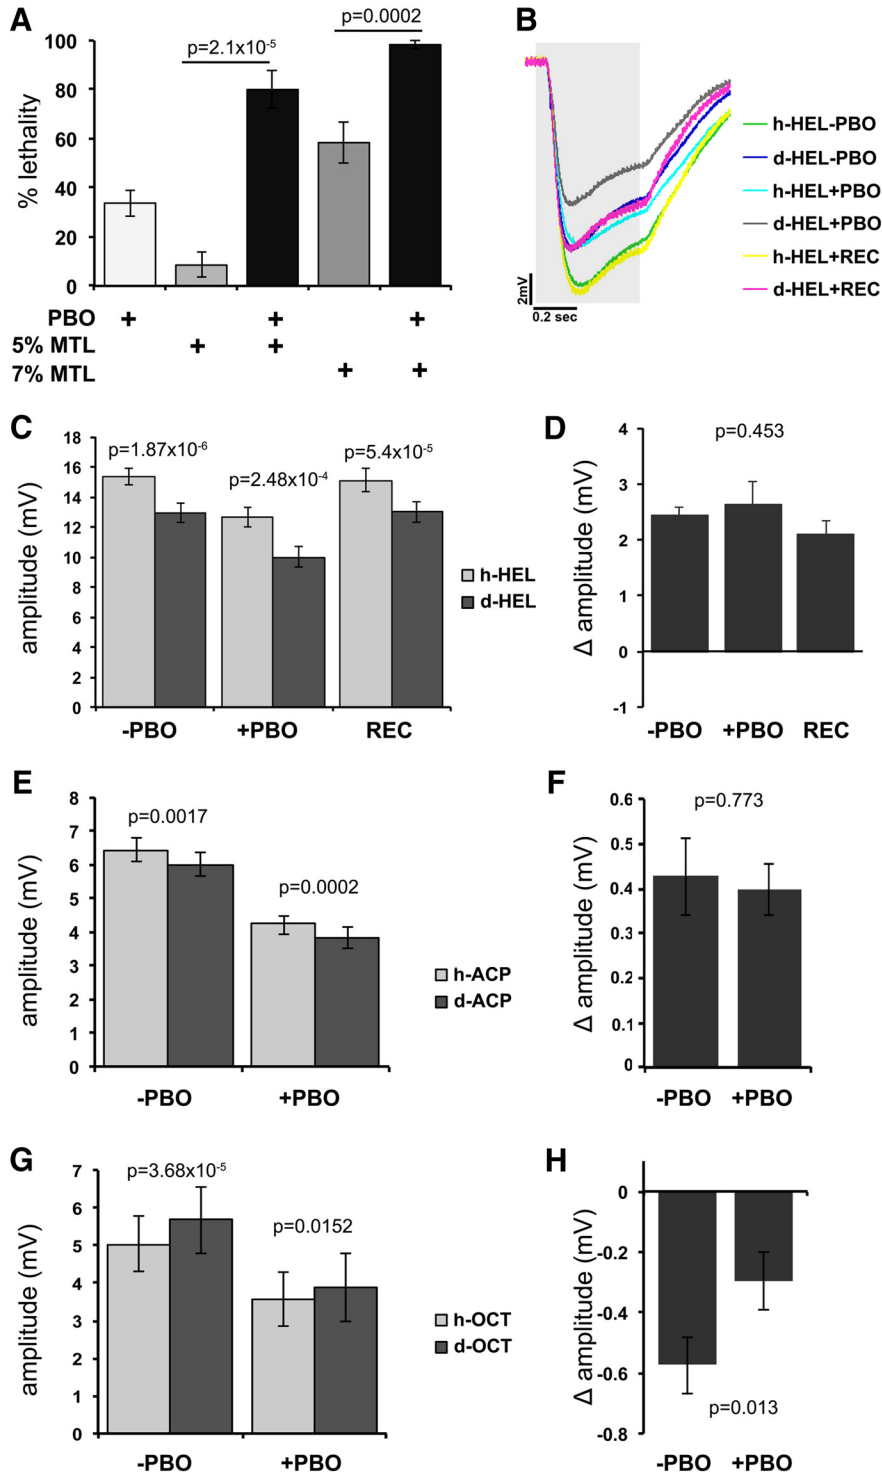 A
p=2.1x10-5
p=0.0002
% lethality
100
80
60
40
20
0
PBO + + +
5% MTL + +
7% MTL + +
B
2mV
0.2 sec
h-HEL-PBO
d-HEL-PBO
h-HEL+PBO
d-HEL+PBO
h-HEL+REC
d-HEL+REC
C
amplitude (mV)
18
16
14
12
10
8
6
4
2
0
p=1.87x10-6
p=2.48x10-4
p=5.4x10-5
-PBO +PBO REC
h-HEL
d-HEL
D
Δ amplitude (mV)
4
3
2
1
0
-1
p=0.453
-PBO +PBO REC
E
amplitude (mV)
8
7
6
5
4
3
2
1
0
p=0.0017
p=0.0002
-PBO +PBO
h-ACP
d-ACP
F
Δ amplitude (mV)
0.6
0.5
0.4
0.3
0.2
0.1
0
p=0.773
-PBO +PBO
G
amplitude (mV)
7
6
5
4
3
2
1
0
p=3.68x10-5
p=0.0152
-PBO +PBO
h-OCT
d-OCT
H
Δ amplitude (mV)
0
-0.2
-0.4
-0.6
-0.8
p=0.013
-PBO +PBO